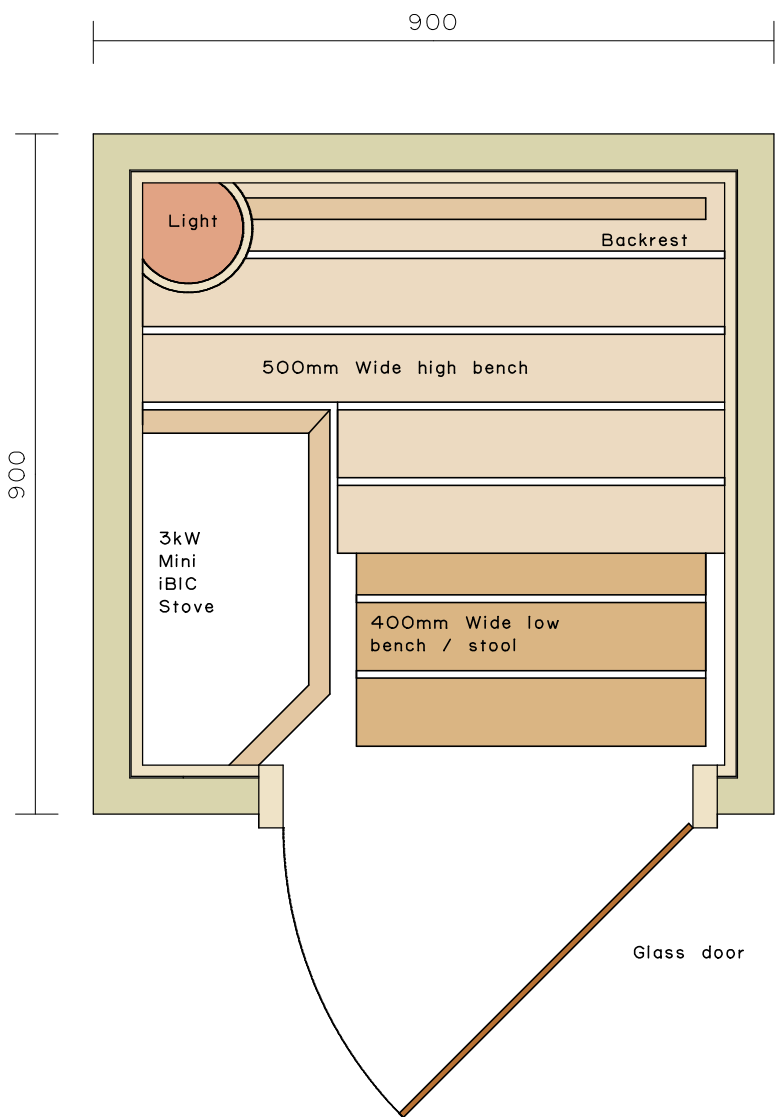 900
Light
Backrest
500mm Wide high bench
900
3kW
Mini
iBIC
Stove
400mm Wide low
bench / stool
Glass door